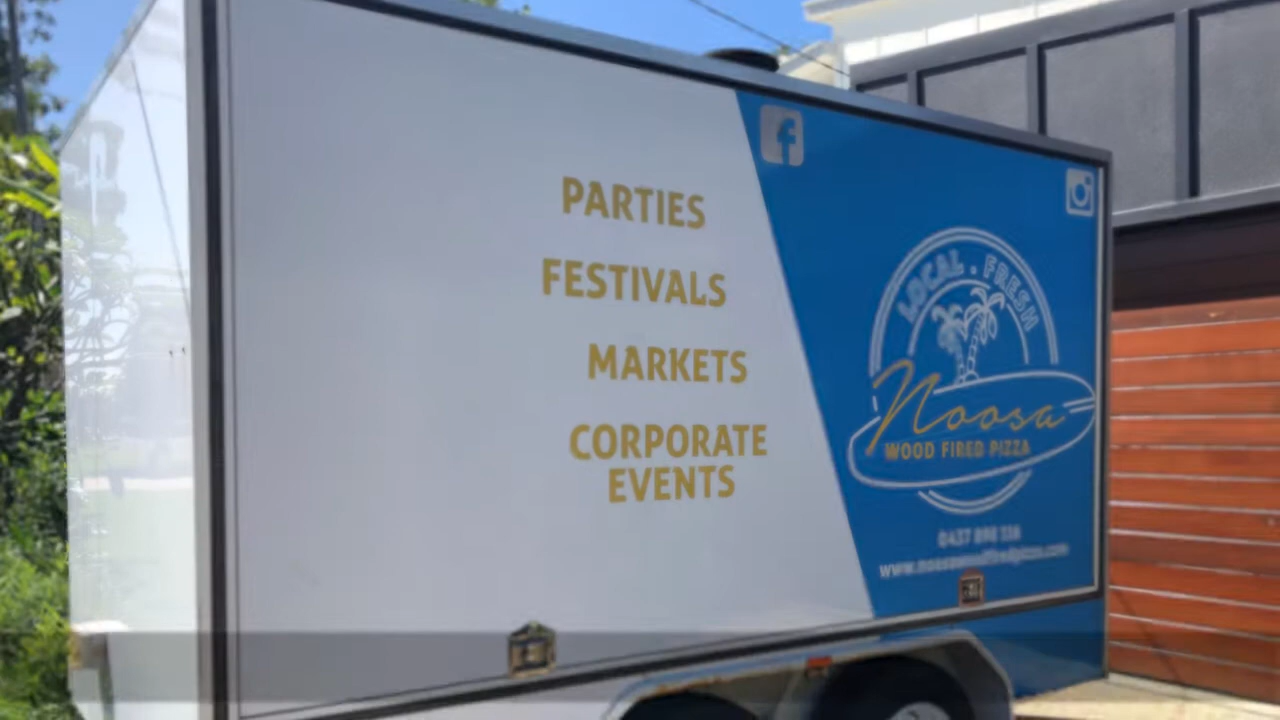 PARTIES
FESTIVALS
MARKETS
CORPORATE
EVENTS
LOCAL . FRESH
Noosa
WOOD FIRED PIZZA